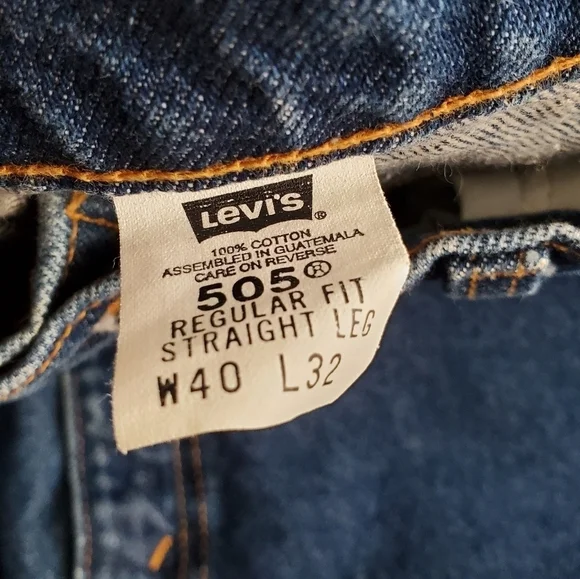 Levi's®
100% COTTON
ASSEMBLED IN GUATEMALA
CARE ON REVERSE
505®
REGULAR FIT
STRAIGHT LEG
W40 L32